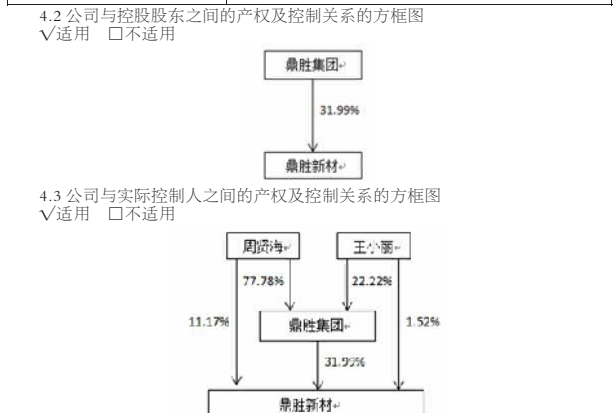 4.2 公司与控股股东之间的产权及控制关系的方框图
√适用 □不适用
鼎胜集团
31.99%
鼎胜新材
4.3 公司与实际控制人之间的产权及控制关系的方框图
√适用 □不适用
周贤海 王小丽
77.78% 22.22%
11.17% 鼎胜集团 1.52%
31.99%
鼎胜新材